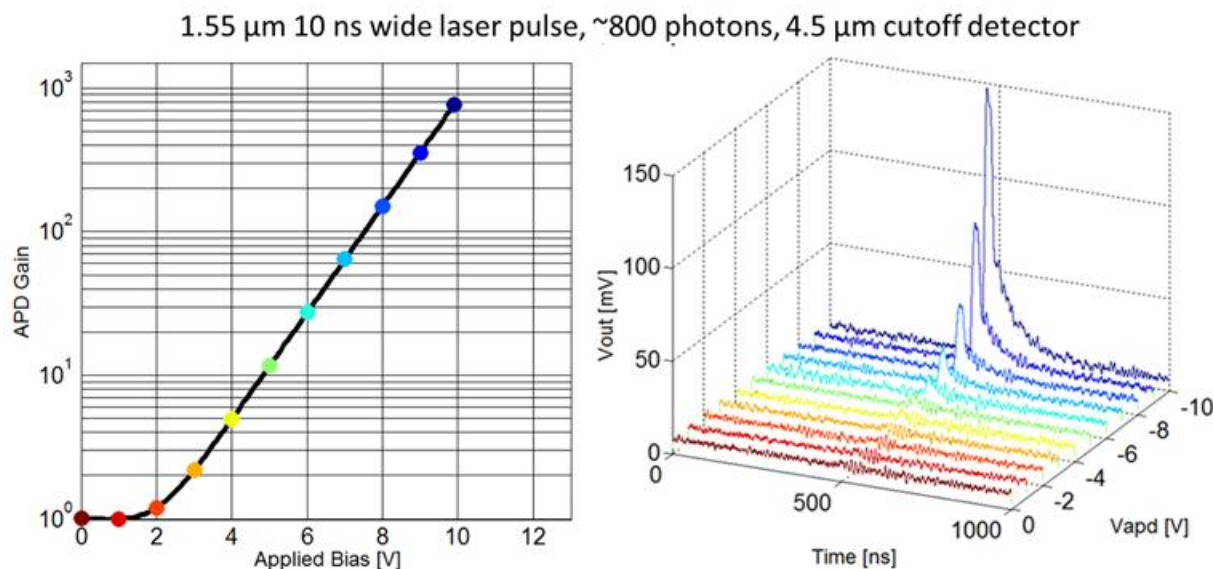 1.55 µm 10 ns wide laser pulse, ~800 photons, 4.5 µm cutoff detector
APD Gain
10³
10²
10¹
10⁰
0 2 4 6 8 10 12
Applied Bias [V]
Vout [mV]
150
100
50
0
0 500 1000
Time [ns]
0 -2 -4 -6 -8 -10
Vapd [V]